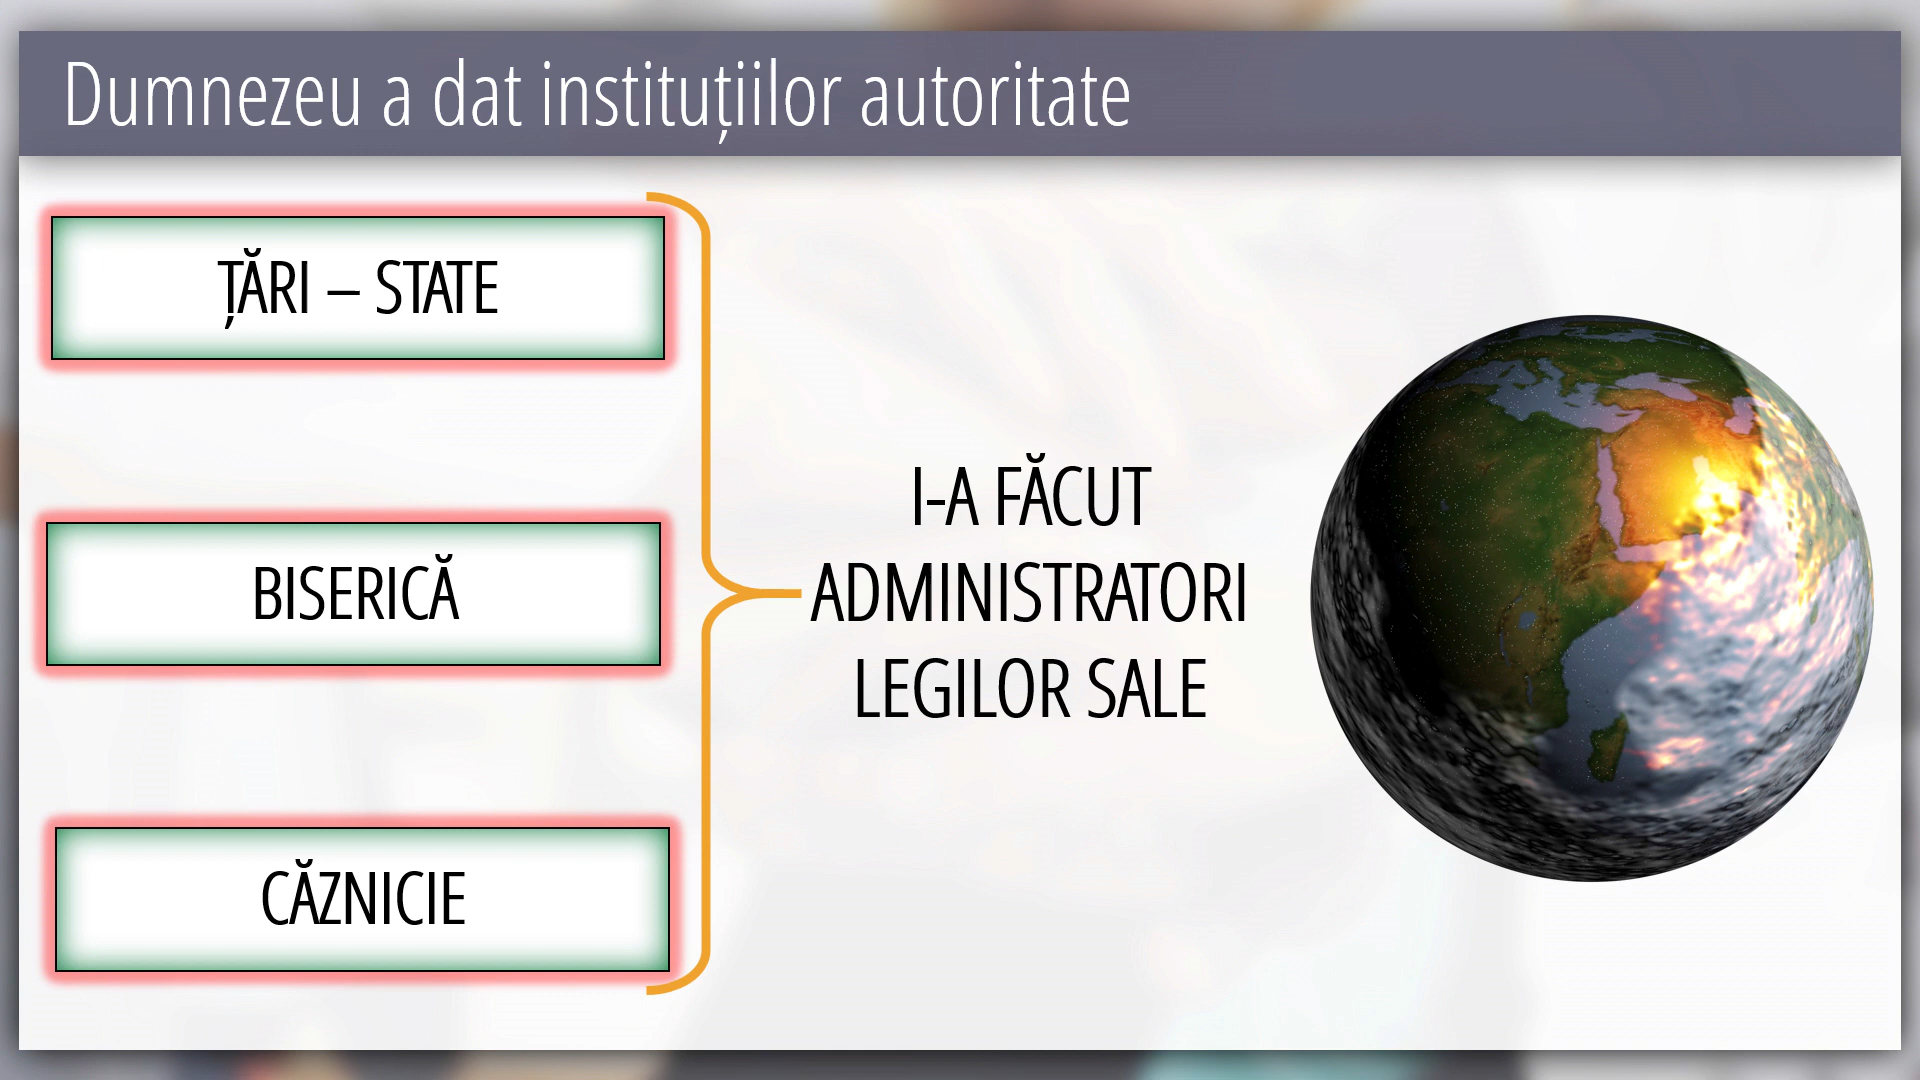 Dumnezeu a dat instituțiilor autoritate
ȚĂRI – STATE
BISERICĂ
CĂZNICIE
I-A FĂCUT
ADMINISTRATORI
LEGILOR SALE